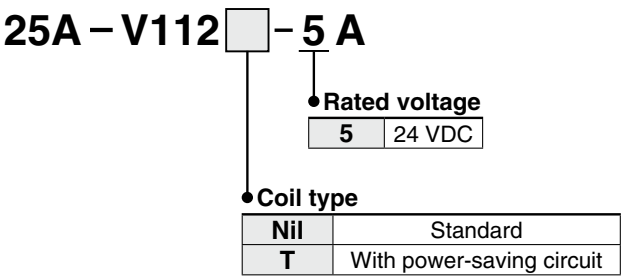 25A – V112 – 5 A
Rated voltage
5 24 VDC
Coil type
Nil Standard
T With power-saving circuit